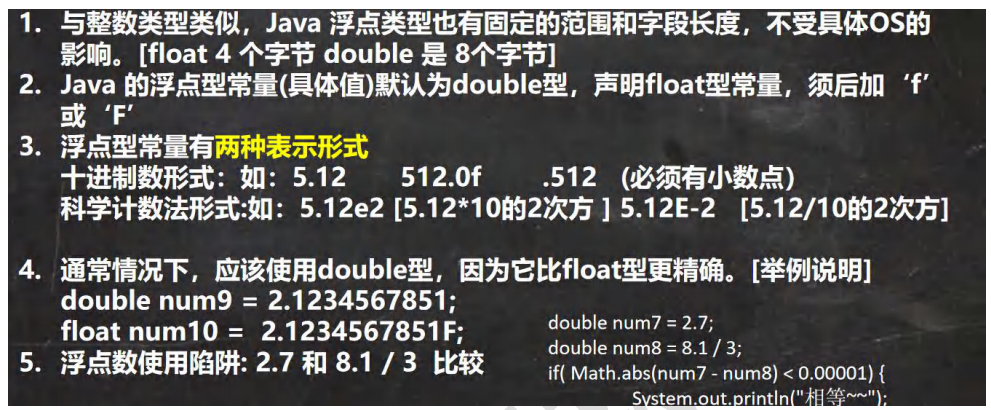 1. 与整数类型类似，Java 浮点类型也有固定的范围和字段长度，不受具体OS的
影响。[float 4 个字节 double 是 8个字节]
2. Java 的浮点型常量(具体值)默认为double型，声明float型常量，须后加‘f’
或‘F’
3. 浮点型常量有两种表示形式
十进制数形式：如：5.12 512.0f .512 (必须有小数点）
科学计数法形式:如：5.12e2 [5.12*10的2次方 ] 5.12E-2 [5.12/10的2次方]
4. 通常情况下，应该使用double型，因为它比float型更精确。[举例说明]
double num9 = 2.1234567851;
float num10 = 2.1234567851F;
5. 浮点数使用陷阱: 2.7 和 8.1 / 3 比较
double num7 = 2.7;
double num8 = 8.1 / 3;
if( Math.abs(num7 - num8) < 0.00001) {
System.out.println("相等~~");